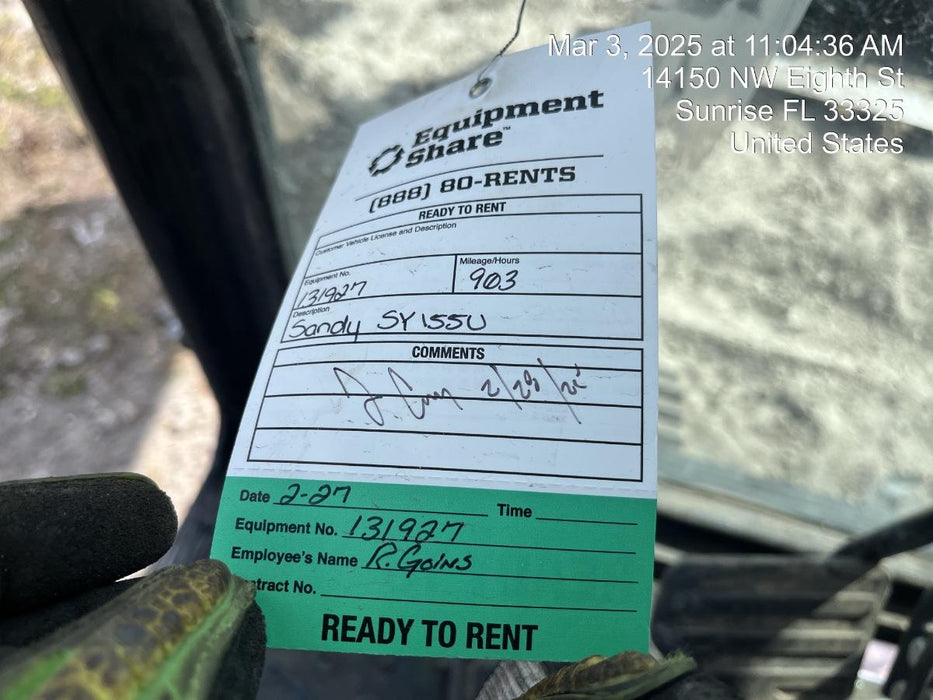 Mar 3, 2025 at 11:04:36 AM
14150 NW Eighth St
Sunrise FL 33325
United States
Equipment
Share™
(888) 80-RENTS
READY TO RENT
Customer Vehicle License and Description
Equipment No.
131927
Mileage/Hours
903
Description
Sandy SY155U
COMMENTS
Date 2-27 Time
Equipment No. 131927
Employee's Name R. Goins
tract No.
READY TO RENT